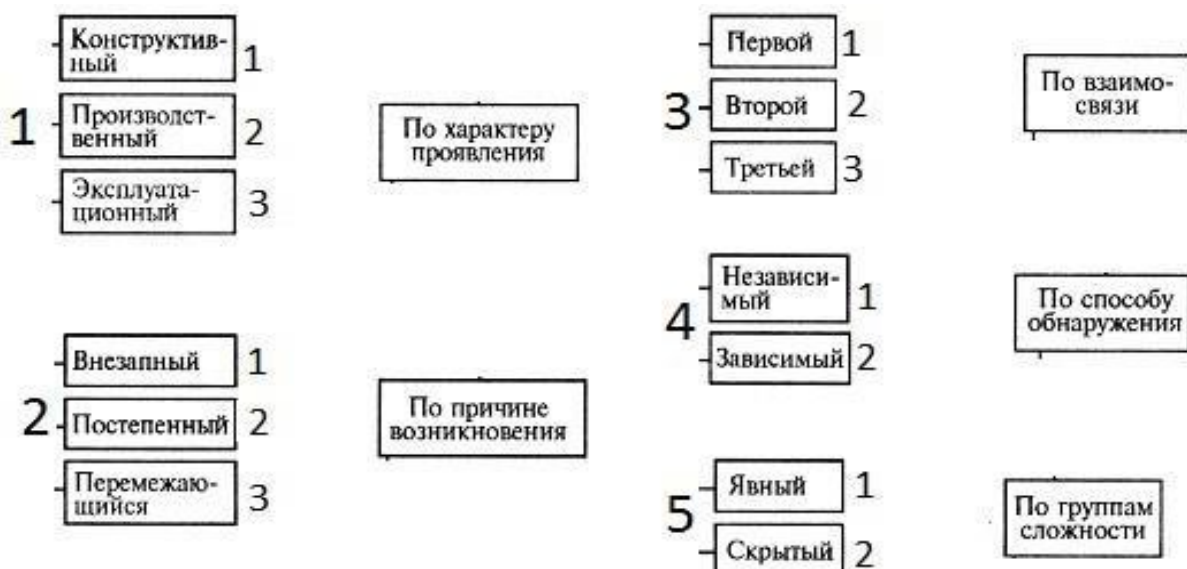 Конструктив-
ный
1
1
Производст-
венный
2
Эксплуата-
ционный
3
По характеру
проявления
2
Внезапный
1
Постепенный
2
Перемежаю-
щийся
3
По причине
возникновения
3
Первой
1
Второй
2
Третьей
3
По взаимо-
связи
4
Независи-
мый
1
Зависимый
2
По способу
обнаружения
5
Явный
1
Скрытый
2
По группам
сложности